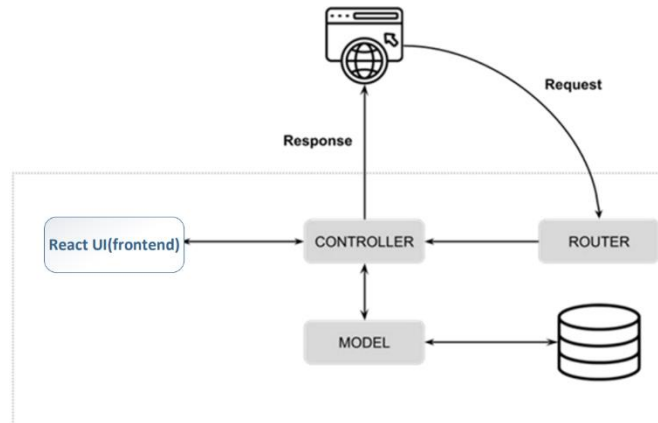 Request
Response
React UI(frontend)
CONTROLLER
ROUTER
MODEL